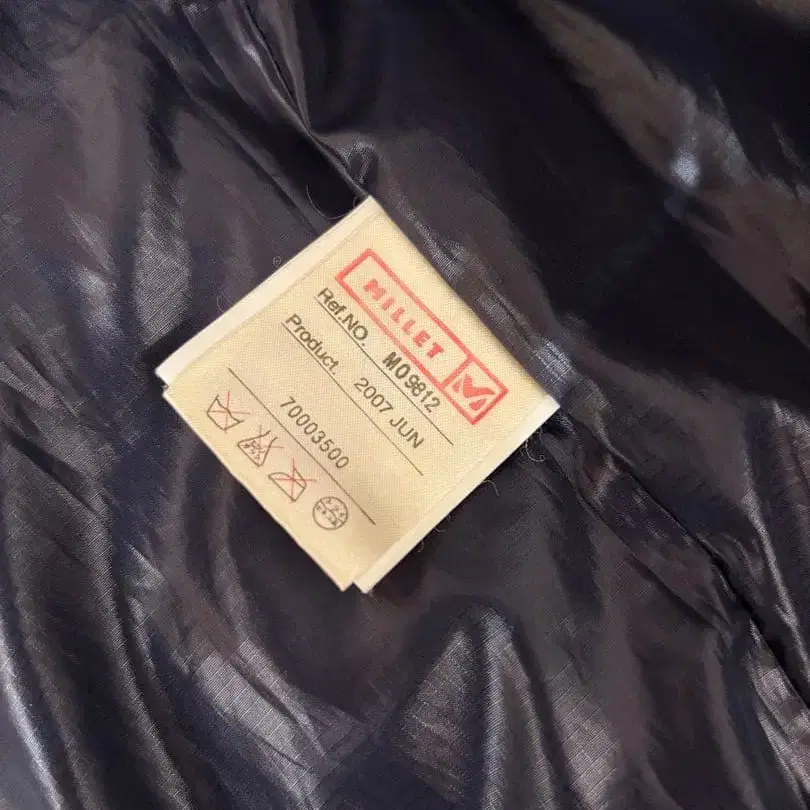 MILLET
Ref.NO. M09812
Product. 2007 JUN
70003500